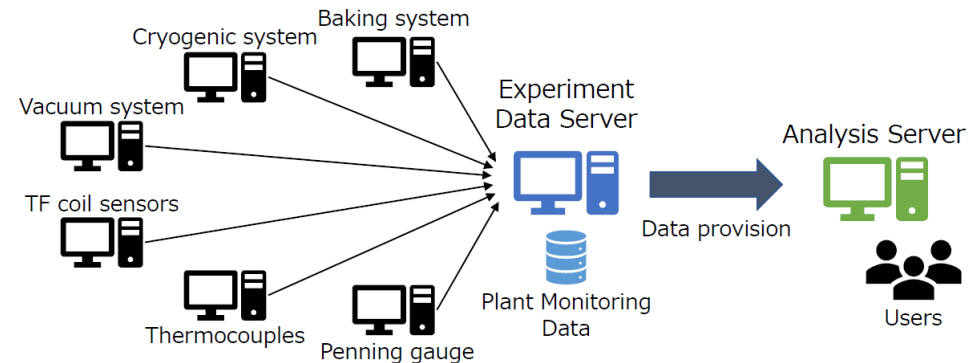 Baking system
Cryogenic system
Vacuum system
TF coil sensors
Thermocouples
Penning gauge
Experiment
Data Server
Plant Monitoring
Data
Data provision
Analysis Server
Users